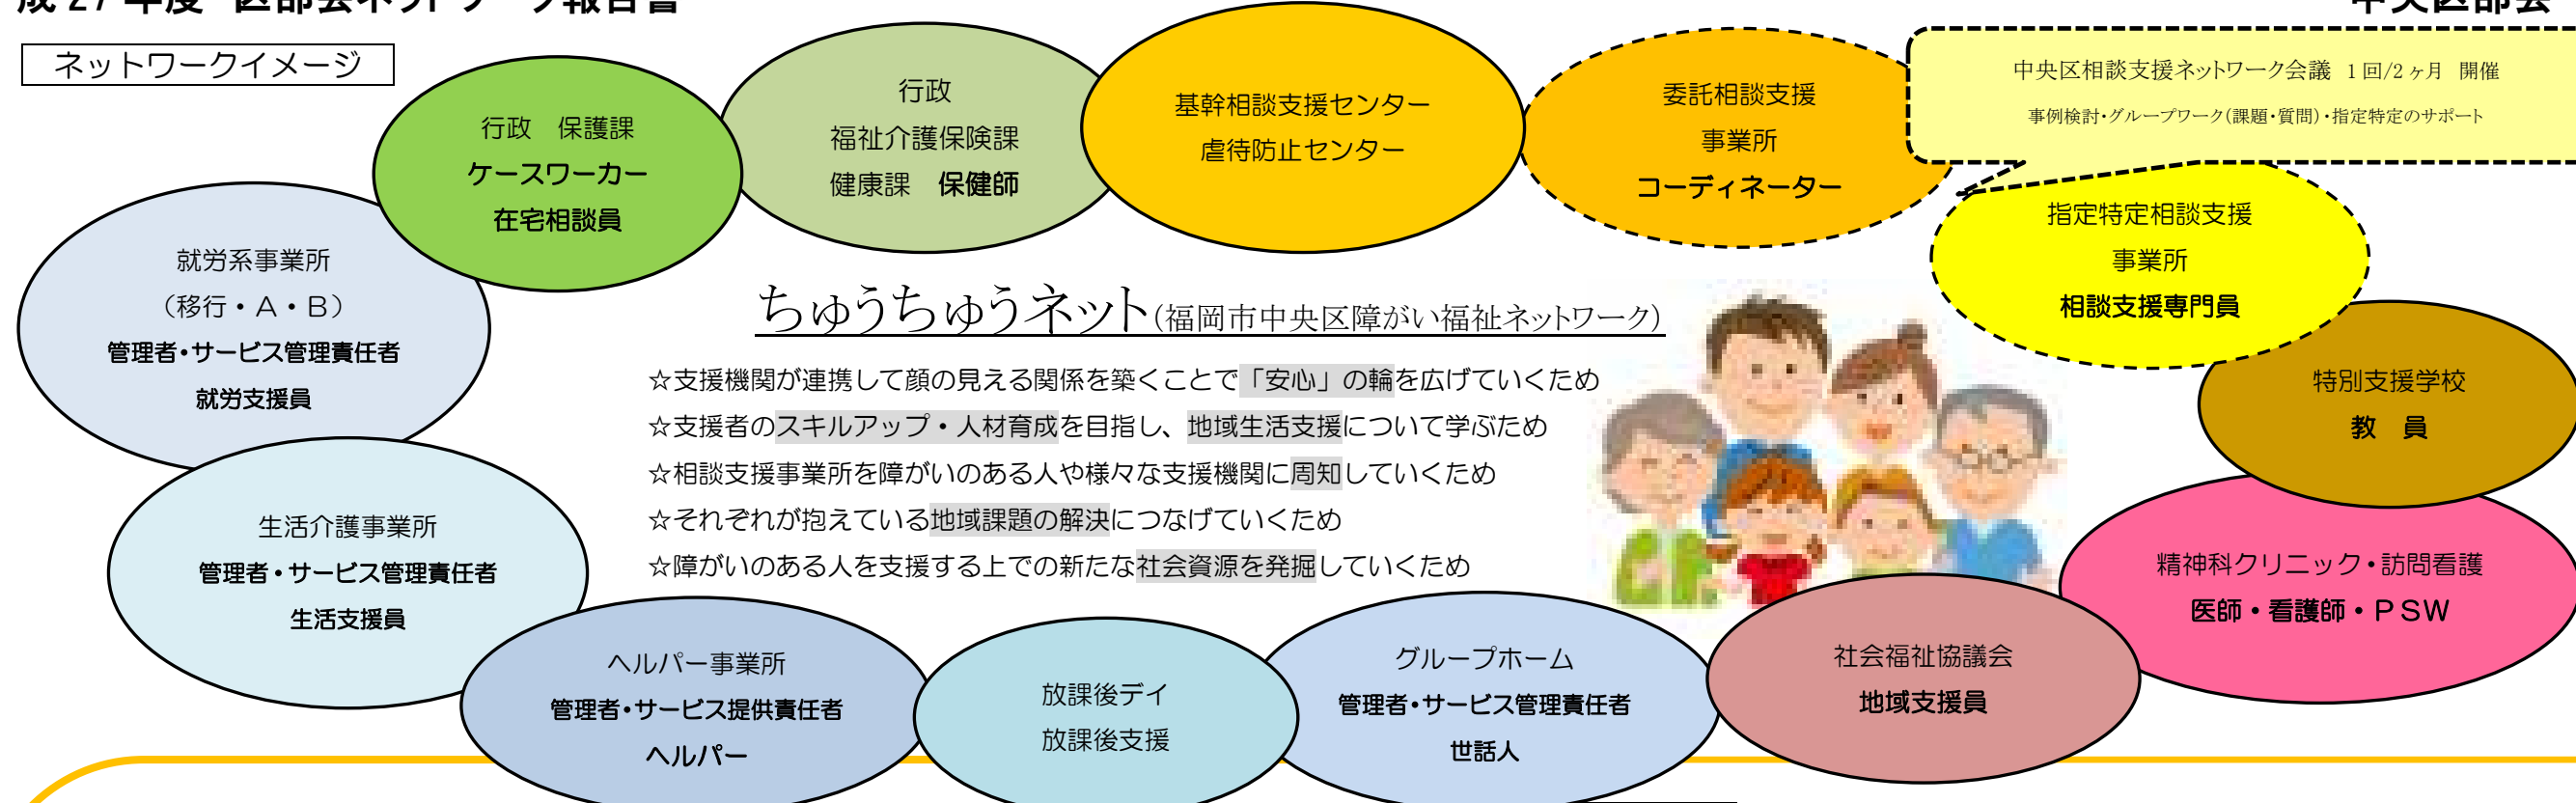 成 27 年度 区部会ネットワーク報告書
中央区部会
ネットワークイメージ
中央区相談支援ネットワーク会議 1 回/2 ヶ月 開催
事例検討・グループワーク(課題・質問)・指定特定のサポート
行政 保護課
ケースワーカー
在宅相談員
行政
福祉介護保険課
健康課 保健師
基幹相談支援センター
虐待防止センター
委託相談支援
事業所
コーディネーター
指定特定相談支援
事業所
相談支援専門員
就労系事業所
(移行・A・B)
管理者・サービス管理責任者
就労支援員
ちゅうちゅうネット(福岡市中央区障がい福祉ネットワーク)
☆支援機関が連携して顔の見える関係を築くことで「安心」の輪を広げていくため
☆支援者のスキルアップ・人材育成を目指し、地域生活支援について学ぶため
☆相談支援事業所を障がいのある人や様々な支援機関に周知していくため
☆それぞれが抱えている地域課題の解決につなげていくため
☆障がいのある人を支援する上での新たな社会資源を発掘していくため
特別支援学校
教 員
生活介護事業所
管理者・サービス管理責任者
生活支援員
精神科クリニック・訪問看護
医師・看護師・PSW
ヘルパー事業所
管理者・サービス提供責任者
ヘルパー
放課後デイ
放課後支援
グループホーム
管理者・サービス管理責任者
世話人
社会福祉協議会
地域支援員